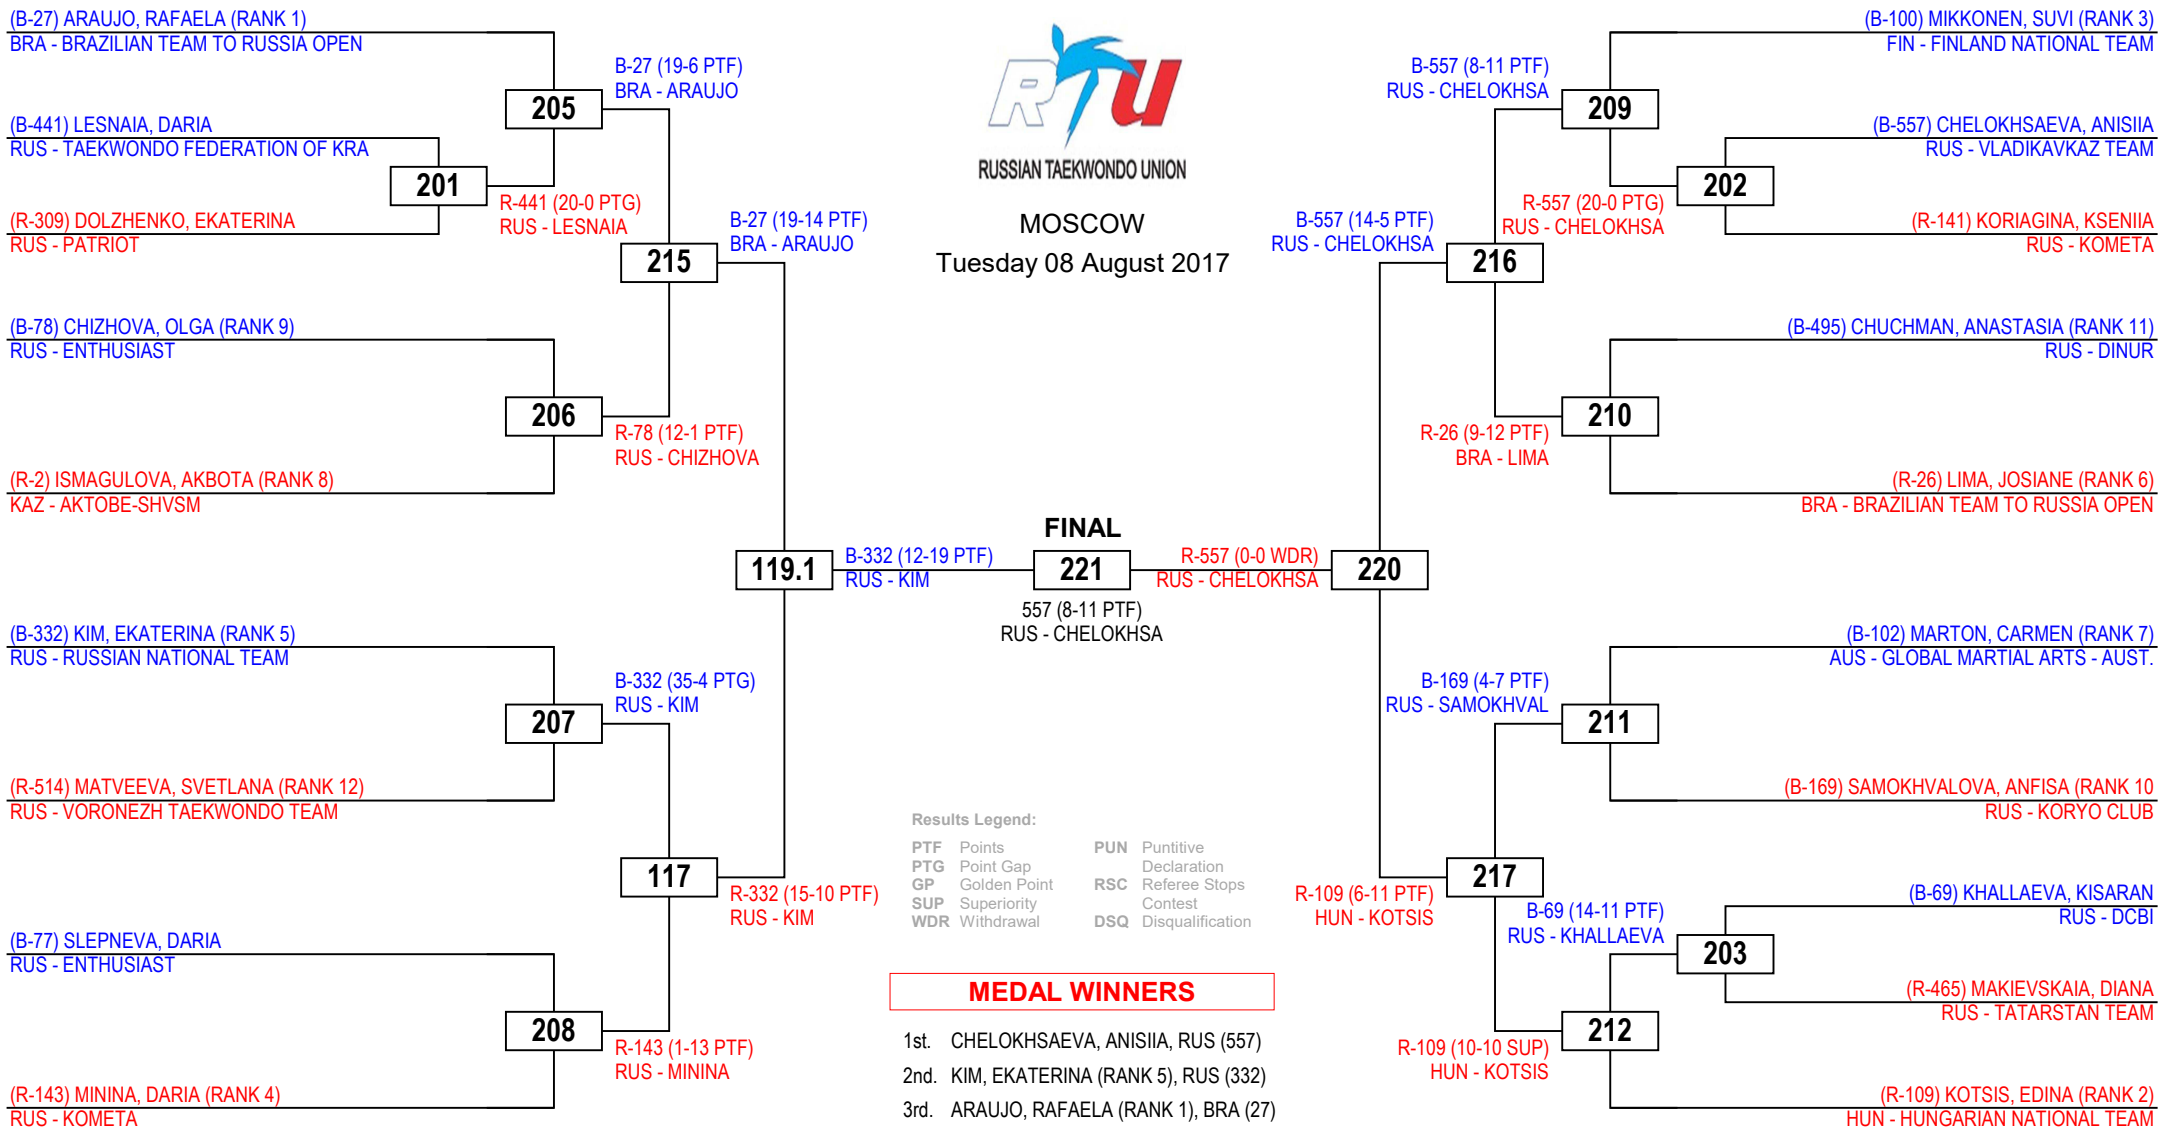 (B-27) ARAUJO, RAFAELA (RANK 1)
BRA - BRAZILIAN TEAM TO RUSSIA OPEN
B-27 (19-6 PTF)
BRA - ARAUJO
205
(B-441) LESNAIA, DARIA
RUS - TAEKWONDO FEDERATION OF KRA
201
R-441 (20-0 PTG)
RUS - LESNAIA
(R-309) DOLZHENKO, EKATERINA
RUS - PATRIOT
B-27 (19-14 PTF)
BRA - ARAUJO
215
(B-78) CHIZHOVA, OLGA (RANK 9)
RUS - ENTHUSIAST
206
R-78 (12-1 PTF)
RUS - CHIZHOVA
(R-2) ISMAGULOVA, AKBOTA (RANK 8)
KAZ - AKTOBE-SHVSM
119.1
B-332 (12-19 PTF)
RUS - KIM
(B-332) KIM, EKATERINA (RANK 5)
RUS - RUSSIAN NATIONAL TEAM
B-332 (35-4 PTG)
RUS - KIM
207
(R-514) MATVEEVA, SVETLANA (RANK 12)
RUS - VORONEZH TAEKWONDO TEAM
117
R-332 (15-10 PTF)
RUS - KIM
(B-77) SLEPNEVA, DARIA
RUS - ENTHUSIAST
208
R-143 (1-13 PTF)
RUS - MININA
(R-143) MININA, DARIA (RANK 4)
RUS - KOMETA
RTU
RUSSIAN TAEKWONDO UNION
MOSCOW
Tuesday 08 August 2017
FINAL
221
557 (8-11 PTF)
RUS - CHELOKHSA
Results Legend:
PTF Points
PTG Point Gap
GP Golden Point
SUP Superiority
WDR Withdrawal
PUN Puntitive
Declaration
RSC Referee Stops
Contest
DSQ Disqualification
MEDAL WINNERS
1st. CHELOKHSAEVA, ANISIIA, RUS (557)
2nd. KIM, EKATERINA (RANK 5), RUS (332)
3rd. ARAUJO, RAFAELA (RANK 1), BRA (27)
(B-100) MIKKONEN, SUVI (RANK 3)
FIN - FINLAND NATIONAL TEAM
B-557 (8-11 PTF)
RUS - CHELOKHSA
209
(B-557) CHELOKHSAEVA, ANISIIA
RUS - VLADIKAVKAZ TEAM
202
R-557 (20-0 PTG)
RUS - CHELOKHSA
(R-141) KORIAGINA, KSENIIA
RUS - KOMETA
B-557 (14-5 PTF)
RUS - CHELOKHSA
216
(B-495) CHUCHMAN, ANASTASIA (RANK 11)
RUS - DINUR
210
R-26 (9-12 PTF)
BRA - LIMA
(R-26) LIMA, JOSIANE (RANK 6)
BRA - BRAZILIAN TEAM TO RUSSIA OPEN
R-557 (0-0 WDR)
RUS - CHELOKHSA
220
(B-102) MARTON, CARMEN (RANK 7)
AUS - GLOBAL MARTIAL ARTS - AUST.
B-169 (4-7 PTF)
RUS - SAMOKHVAL
211
(B-169) SAMOKHVALOVA, ANFISA (RANK 10
RUS - KORYO CLUB
217
R-109 (6-11 PTF)
HUN - KOTSIS
(B-69) KHALLAEVA, KISARAN
RUS - DCBI
B-69 (14-11 PTF)
RUS - KHALLAEVA
203
(R-465) MAKIEVSKAIA, DIANA
RUS - TATARSTAN TEAM
212
R-109 (10-10 SUP)
HUN - KOTSIS
(R-109) KOTSIS, EDINA (RANK 2)
HUN - HUNGARIAN NATIONAL TEAM